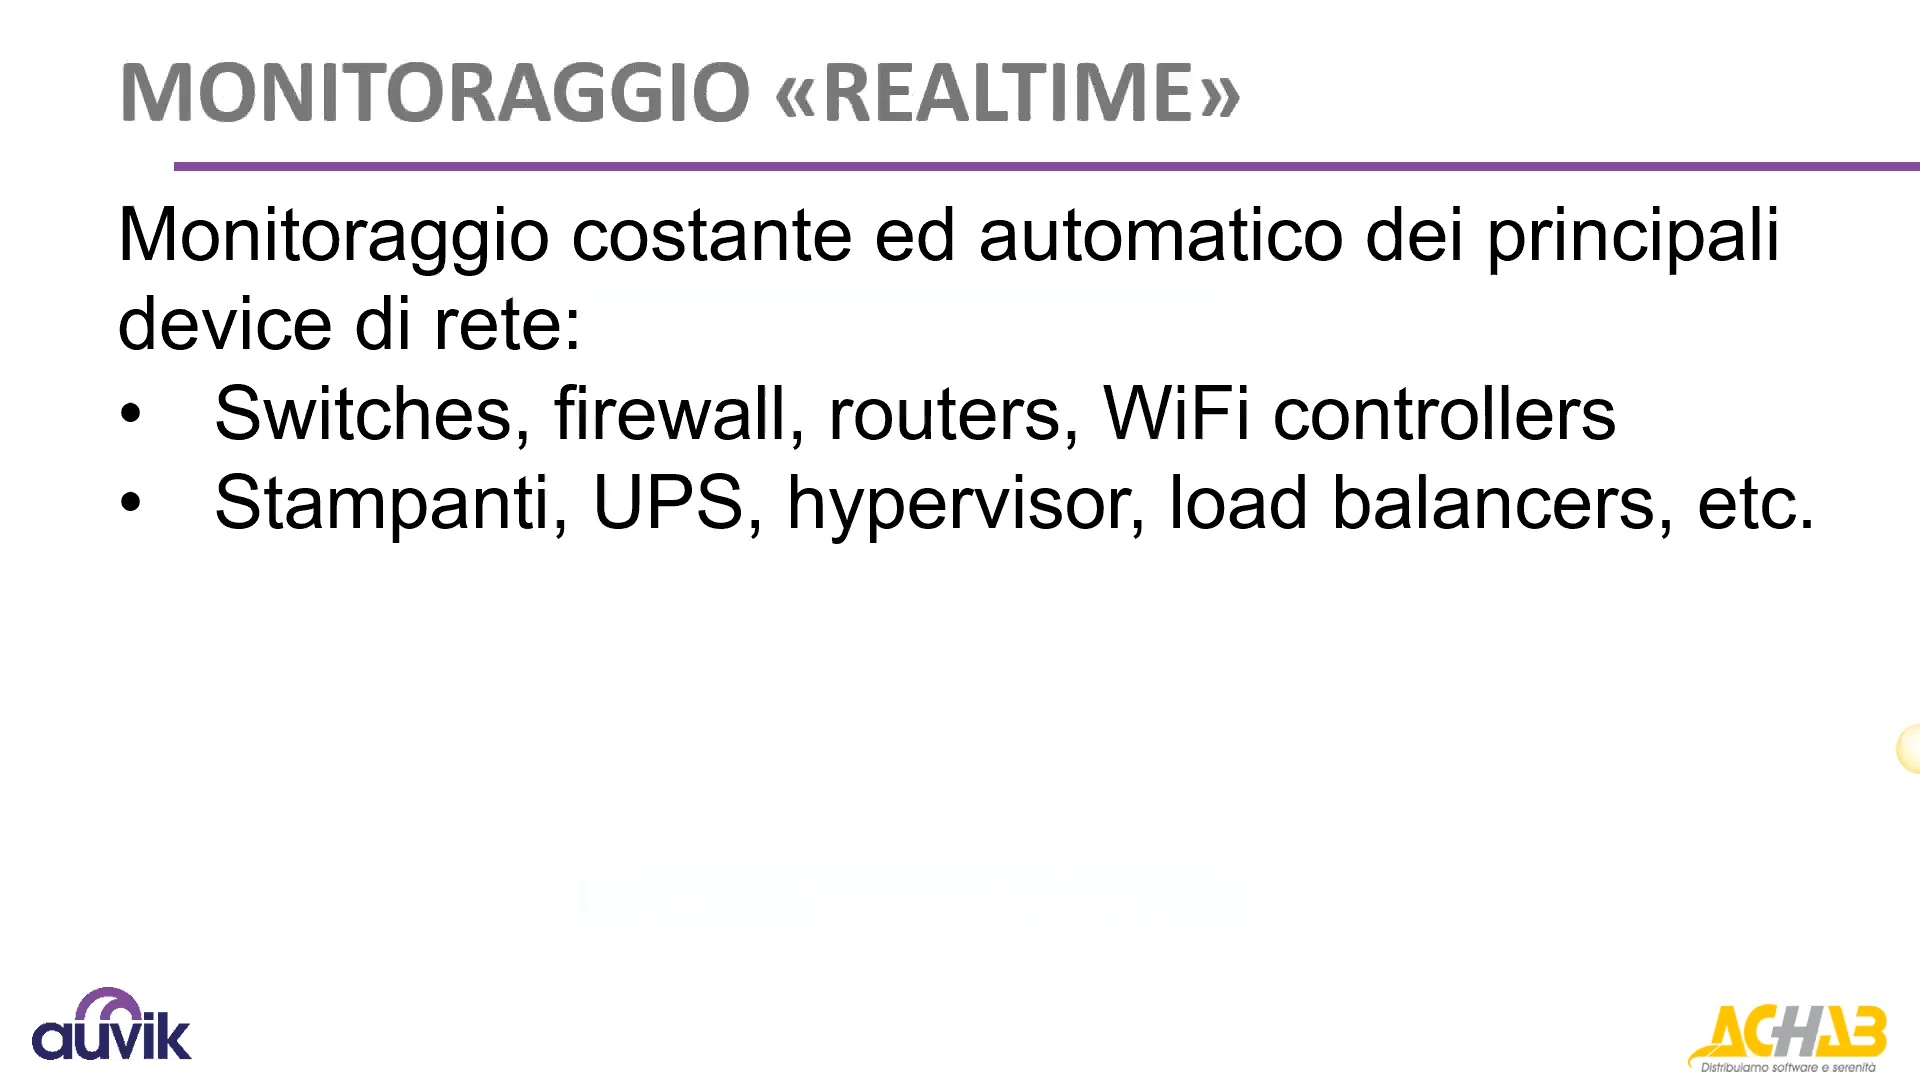 MONITORAGGIO «REALTIME»
Monitoraggio costante ed automatico dei principali
device di rete:
• Switches, firewall, routers, WiFi controllers
• Stampanti, UPS, hypervisor, load balancers, etc.
auvik
ACHAB
Distribuiamo software e serenità